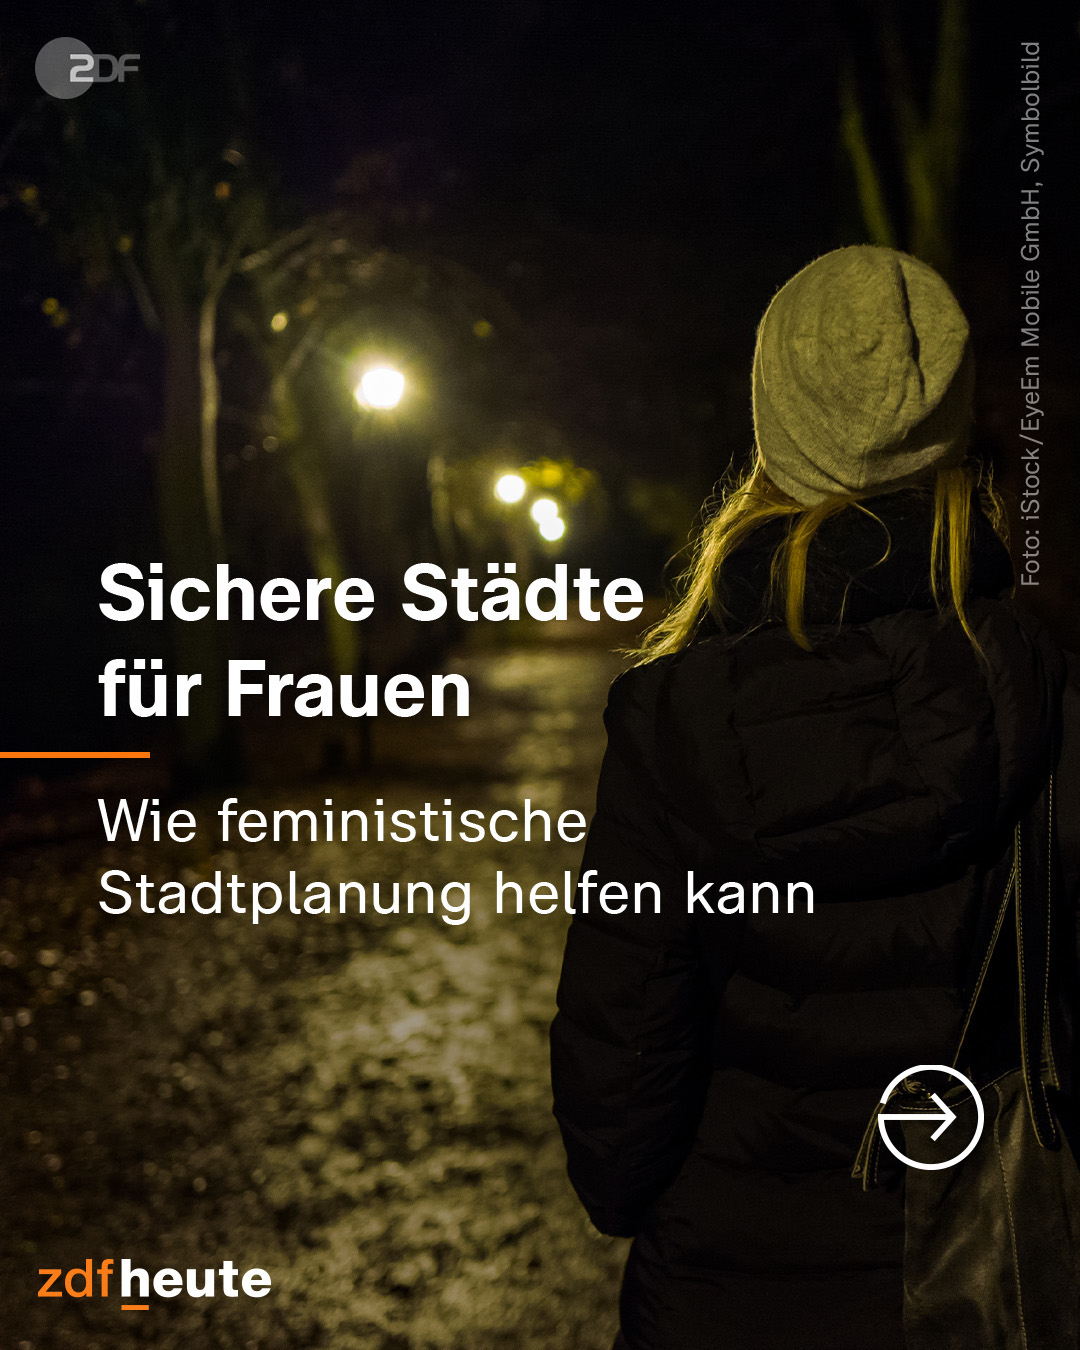 ZDF
Foto: iStock/EyeEm Mobile GmbH, Symbolbild
Sichere Städte
für Frauen
Wie feministische
Stadtplanung helfen kann
zdfheute